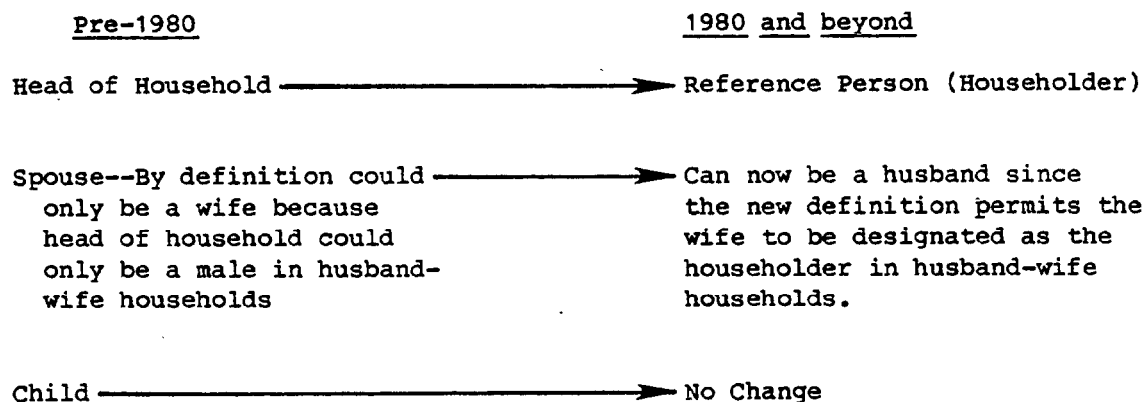 Pre-1980
1980 and beyond
Head of Household
Reference Person (Householder)
Spouse--By definition could
only be a wife because
head of household could
only be a male in husband-
wife households
Can now be a husband since
the new definition permits the
wife to be designated as the
householder in husband-wife
households.
Child
No Change